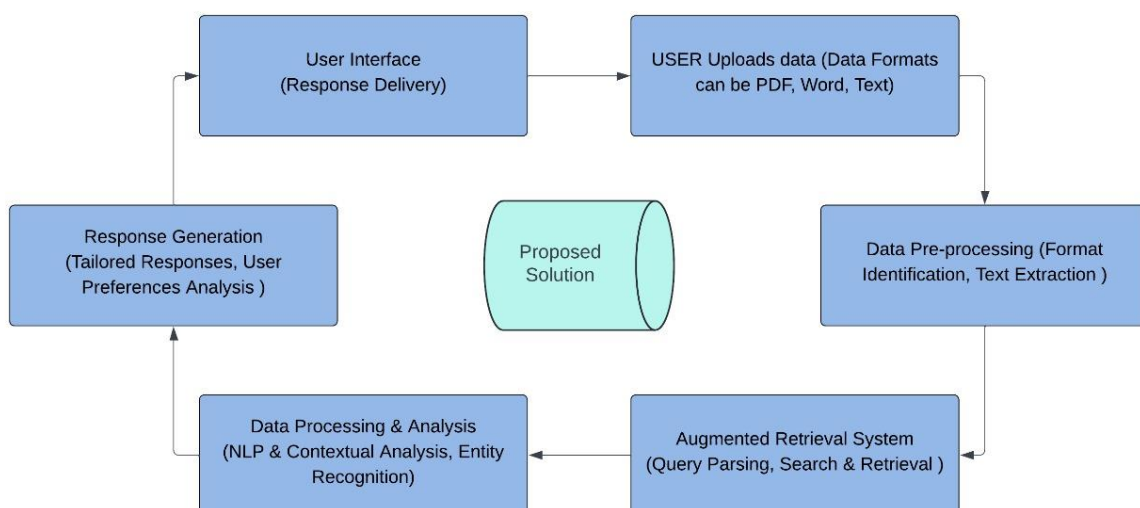 User Interface
(Response Delivery)
USER Uploads data (Data Formats
can be PDF, Word, Text)
Response Generation
(Tailored Responses, User
Preferences Analysis )
Proposed
Solution
Data Pre-processing (Format
Identification, Text Extraction )
Data Processing & Analysis
(NLP & Contextual Analysis, Entity
Recognition)
Augmented Retrieval System
(Query Parsing, Search & Retrieval )